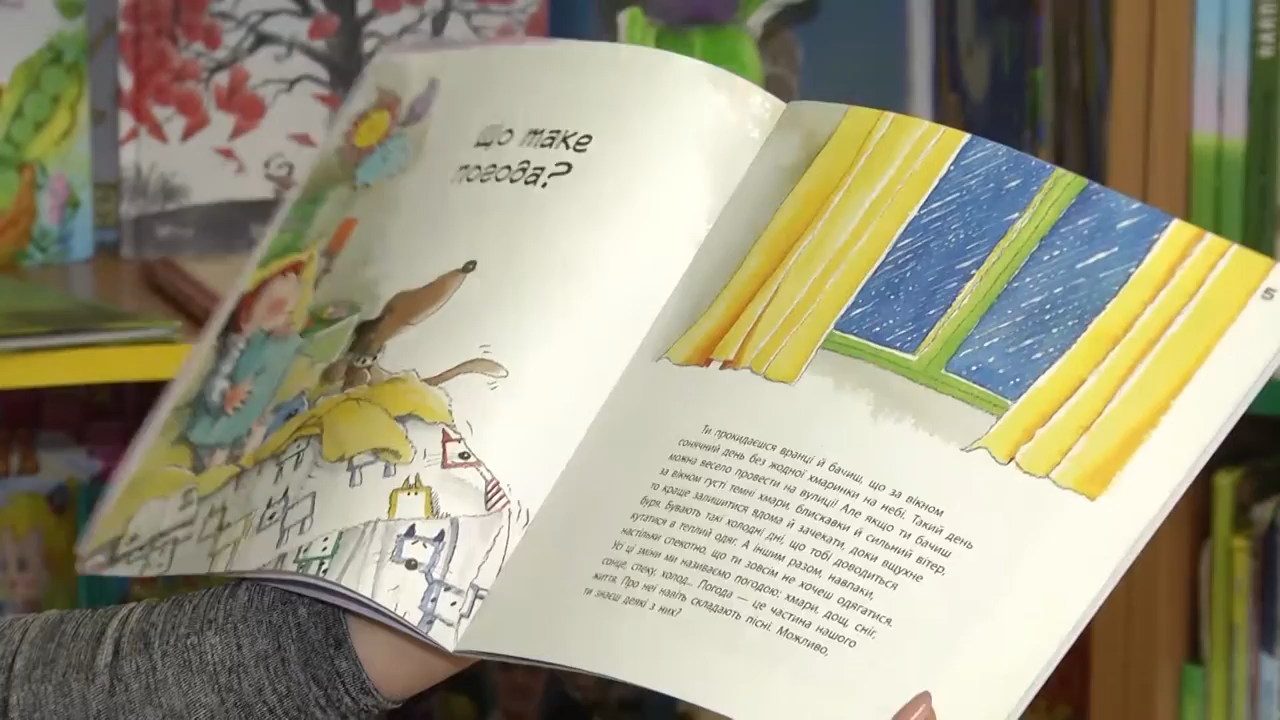 Що таке
погода?
5
Ти прокидаєшся вранці й бачиш, що за вікном
сонячний день без жодної хмаринки на небі. Такий день
можна весело провести на вулиці! Але якщо ти бачиш
за вікном густі темні хмари, блискавки й сильний вітер,
то краще залишитися вдома й зачекати, доки вщухне
буря. Бувають такі холодні дні, що тобі доводиться
кутатися в теплий одяг. А іншим разом, навпаки,
настільки спекотно, що ти зовсім не хочеш одягатися.
Усі ці зміни ми називаємо погодою: хмари, дощ, сніг,
сонце, спеку, холод... Погода — це частина нашого
життя. Про неї навіть складають пісні. Можливо,
ти знаєш деякі з них?